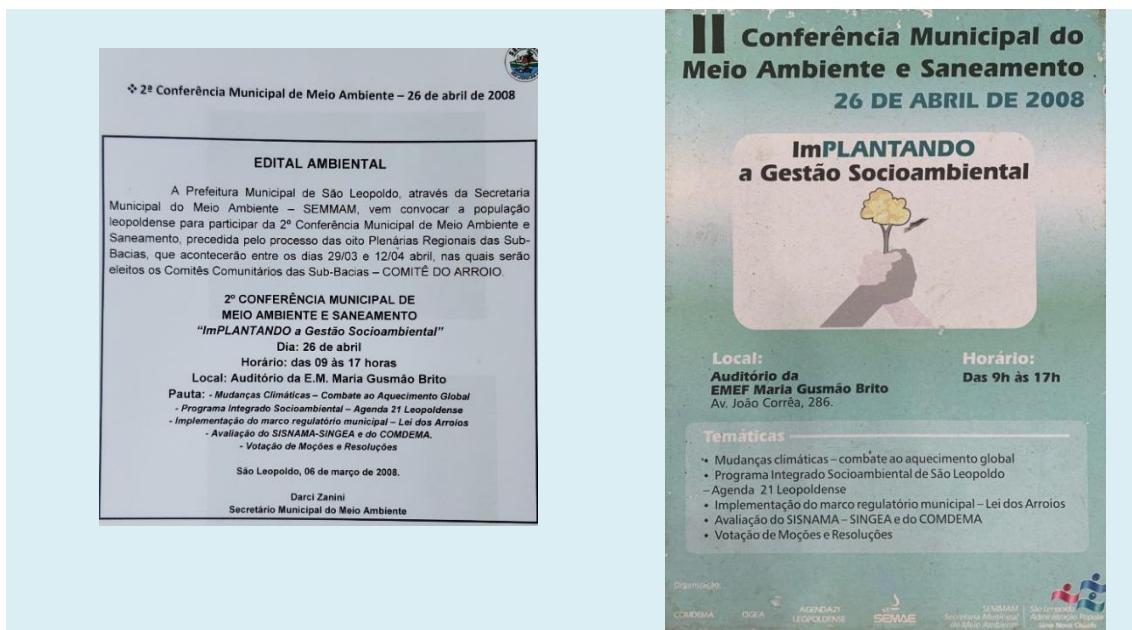 ❖ 2ª Conferência Municipal de Meio Ambiente – 26 de abril de 2008
EDITAL AMBIENTAL
A Prefeitura Municipal de São Leopoldo, através da Secretaria
Municipal do Meio Ambiente – SEMMAM, vem convocar a população
leopoldense para participar da 2º Conferência Municipal de Meio Ambiente e
Saneamento, precedida pelo processo das oito Plenárias Regionais das Sub-
Bacias, que acontecerão entre os dias 29/03 e 12/04 abril, nas quais serão
eleitos os Comitês Comunitários das Sub-Bacias – COMITÊ DO ARROIO.
2º CONFERÊNCIA MUNICIPAL DE
MEIO AMBIENTE E SANEAMENTO
“ImPLANTANDO a Gestão Socioambiental”
Dia: 26 de abril
Horário: das 09 às 17 horas
Local: Auditório da E.M. Maria Gusmão Brito
Pauta: - Mudanças Climáticas – Combate ao Aquecimento Global
- Programa Integrado Socioambiental – Agenda 21 Leopoldense
- Implementação do marco regulatório municipal – Lei dos Arroios
- Avaliação do SISNAMA-SINGEA e do COMDEMA.
- Votação de Moções e Resoluções
São Leopoldo, 06 de março de 2008.
Darci Zanini
Secretário Municipal do Meio Ambiente
II Conferência Municipal do
Meio Ambiente e Saneamento
26 DE ABRIL DE 2008
ImPLANTANDO
a Gestão Socioambiental
Local:
Auditório da
EMEF Maria Gusmão Brito
Av. João Corrêa, 286.
Horário:
Das 9h às 17h
Temáticas
• Mudanças climáticas – combate ao aquecimento global
• Programa Integrado Socioambiental de São Leopoldo
– Agenda 21 Leopoldense
• Implementação do marco regulatório municipal – Lei dos Arroios
• Avaliação do SISNAMA – SINGEA e do COMDEMA
• Votação de Moções e Resoluções
Organização:
COMDEMA
AGENDA21
LEOPOLDENSE
SEMAE
SEMMAM
Secretaria Municipal
do Meio Ambiente
São Leopoldo
Administração Popular